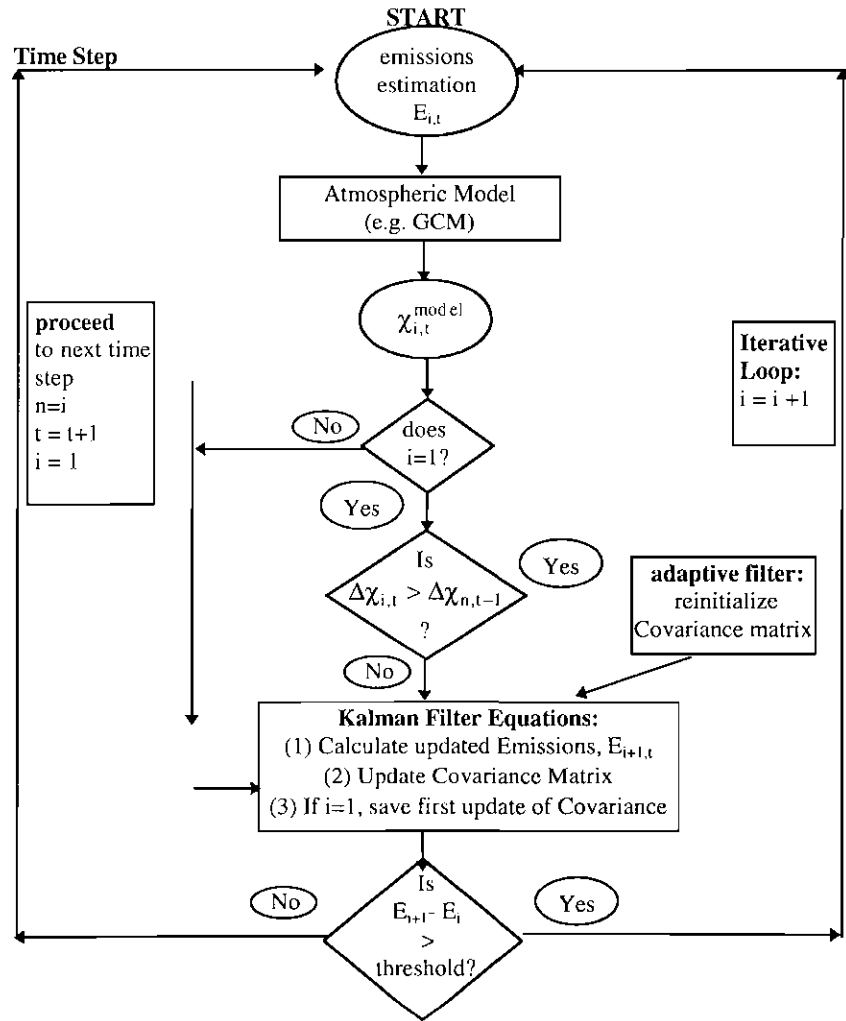 START
Time Step
emissions
estimation
E_{i,t}
Atmospheric Model
(e.g. GCM)
χ_{i,t}^{model}
proceed
to next time
step
n=i
t = t+1
i = 1
Iterative
Loop:
i = i +1
No
does
i=1?
Yes
Is
Δχ_{i,t} > Δχ_{n,t-1}
?
Yes
adaptive filter:
reinitialize
Covariance matrix
No
Kalman Filter Equations:
(1) Calculate updated Emissions, E_{i+1,t}
(2) Update Covariance Matrix
(3) If i=1, save first update of Covariance
No
Is
E_{i+1}- E_i
>
threshold?
Yes